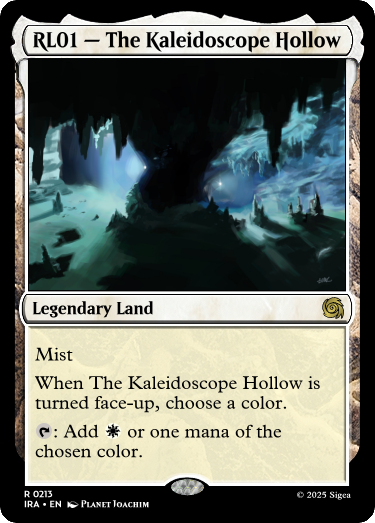 RL01 — The Kaleidoscope Hollow
Legendary Land
Mist
When The Kaleidoscope Hollow is
turned face-up, choose a color.
: Add or one mana of the
chosen color.
R 0213
IRA • EN Planet Joachim
© 2025 Sigea